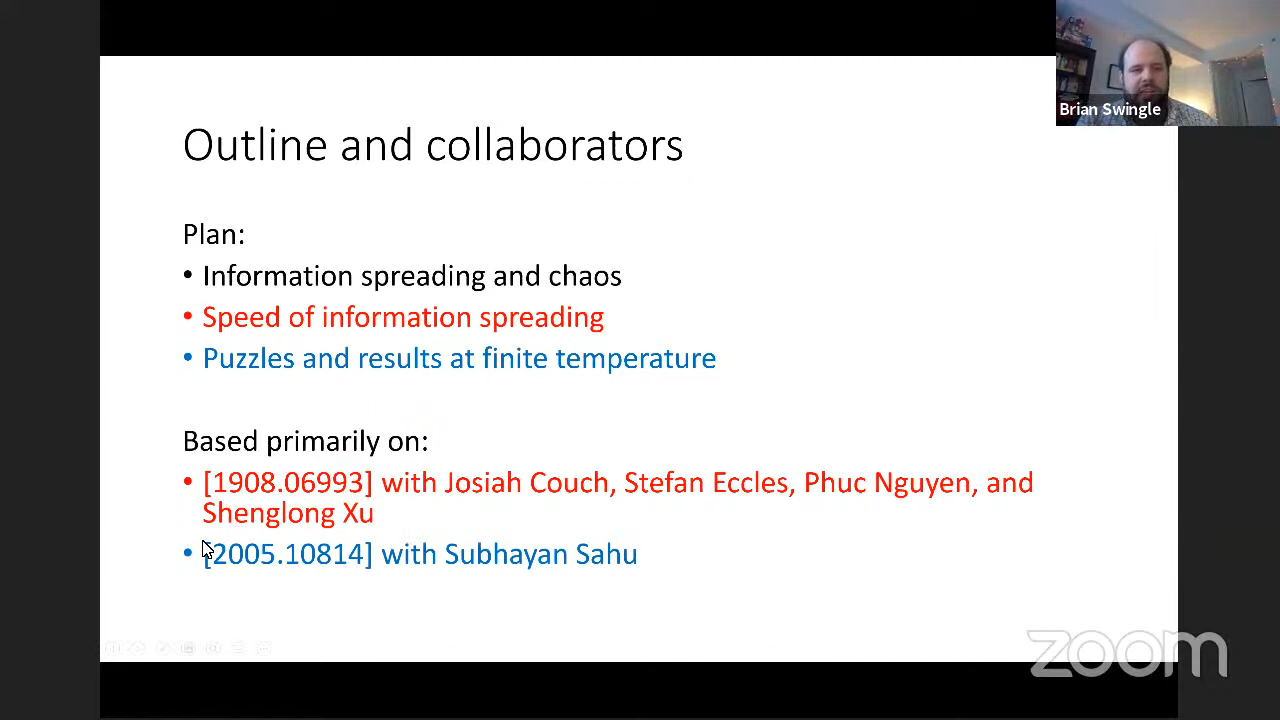 Brian Swingle
Outline and collaborators
Plan:
• Information spreading and chaos
• Speed of information spreading
• Puzzles and results at finite temperature
Based primarily on:
• [1908.06993] with Josiah Couch, Stefan Eccles, Phuc Nguyen, and
Shenglong Xu
• [2005.10814] with Subhayan Sahu
zoom